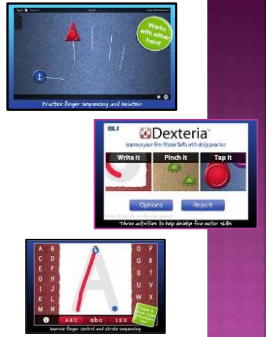 Works
with either
hand
Practice finger sequencing and isolation
BLI
Dexteria
Improve your Fine Motor Skills with daily practice
Write it
Pinch it
Tap it
Options
Report
Three activities to help develop fine motor skills
A
B
C
D
E
F
G
H
I
J
K
L
M
N
O
P
Q
R
S
T
U
V
W
X
ABC
abc
123
Improve finger control and stroke sequencing